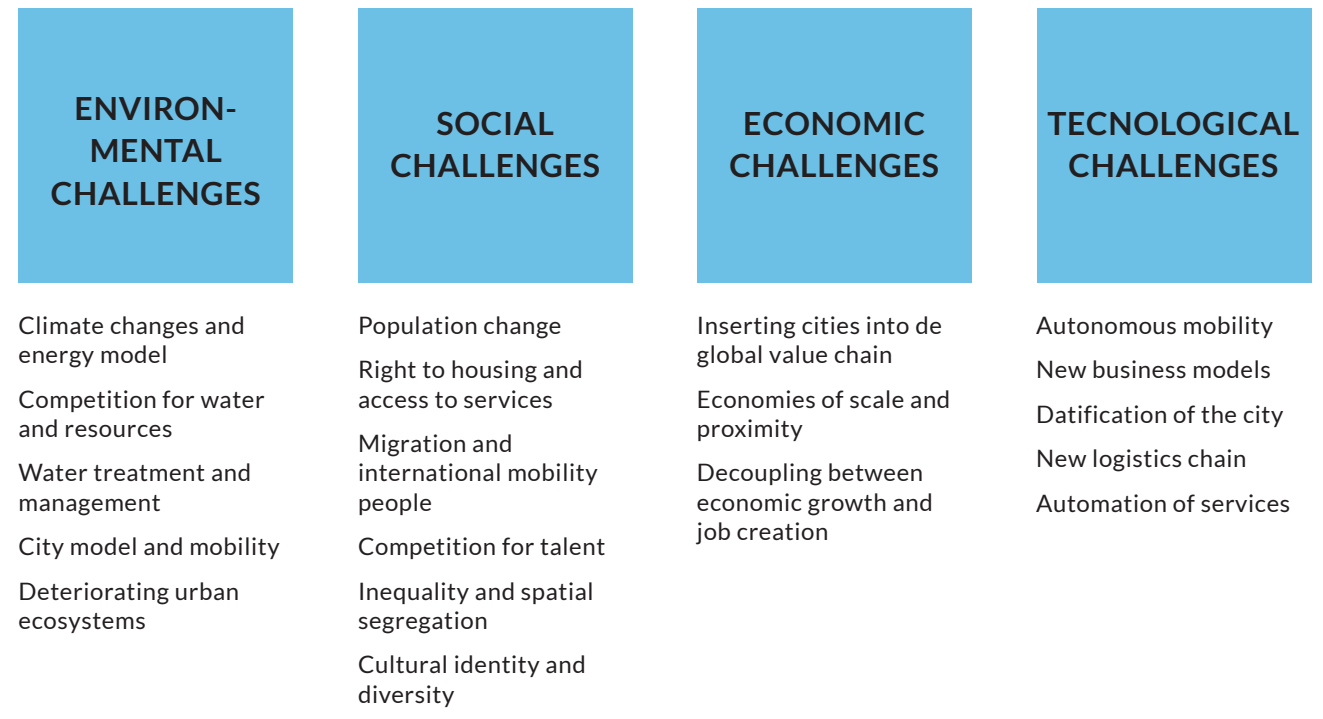 ENVIRON-
MENTAL
CHALLENGES
Climate changes and
energy model
Competition for water
and resources
Water treatment and
management
City model and mobility
Deteriorating urban
ecosystems
SOCIAL
CHALLENGES
Population change
Right to housing and
access to services
Migration and
international mobility
people
Competition for talent
Inequality and spatial
segregation
Cultural identity and
diversity
ECONOMIC
CHALLENGES
Inserting cities into de
global value chain
Economies of scale and
proximity
Decoupling between
economic growth and
job creation
TECNOLOGICAL
CHALLENGES
Autonomous mobility
New business models
Datification of the city
New logistics chain
Automation of services